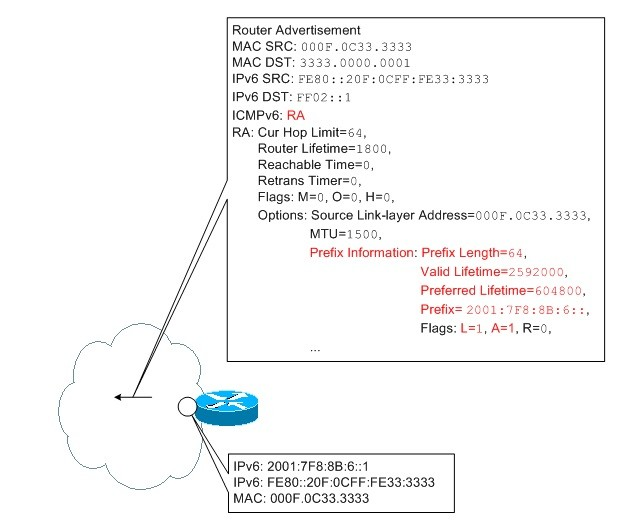 Router Advertisement
MAC SRC: 000F.0C33.3333
MAC DST: 3333.0000.0001
IPv6 SRC: FE80::20F:0CFF:FE33:3333
IPv6 DST: FF02::1
ICMPv6: RA
RA: Cur Hop Limit=64,
Router Lifetime=1800,
Reachable Time=0,
Retrans Timer=0,
Flags: M=0, O=0, H=0,
Options: Source Link-layer Address=000F.0C33.3333,
MTU=1500,
Prefix Information: Prefix Length=64,
Valid Lifetime=2592000,
Preferred Lifetime=604800,
Prefix= 2001:7F8:8B:6::,
Flags: L=1, A=1, R=0,
...
IPv6: 2001:7F8:8B:6::1
IPv6: FE80::20F:0CFF:FE33:3333
MAC: 000F.0C33.3333